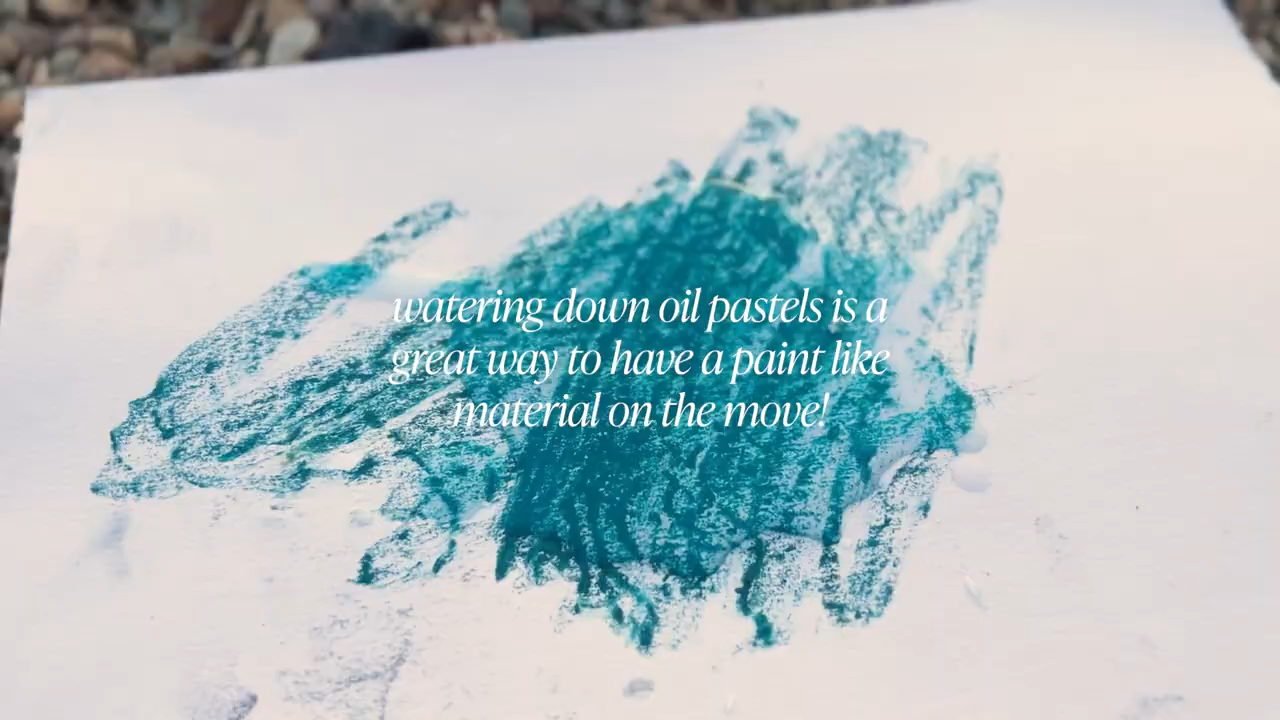 watering down oil pastels is a
great way to have a paint like
material on the move!